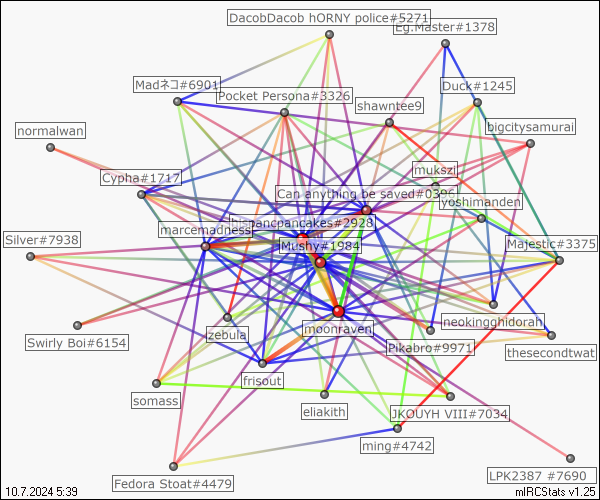 DacobDacob hORNY police#5271
Eg.Master#1378
Madネコ#6901
Duck#1245
Pocket Persona#3326
shawntee9
normalwan
bigcitysamurai
mukszi
Cypha#1717
Can anything be saved#0396
yoshimanden
hispancpancakes#2928
marcemadness
Silver#7938
Mushy#1984
Majestic#3375
moonraven
neokingghidorah
zebula
Swirly Boi#6154
Pikabro#9971
thesecondtwat
frisout
somass
eliakith
JKOUYH VIII#7034
ming#4742
Fedora Stoat#4479
LPK2387 #7690
10.7.2024 5:39
mIRCStats v1.25